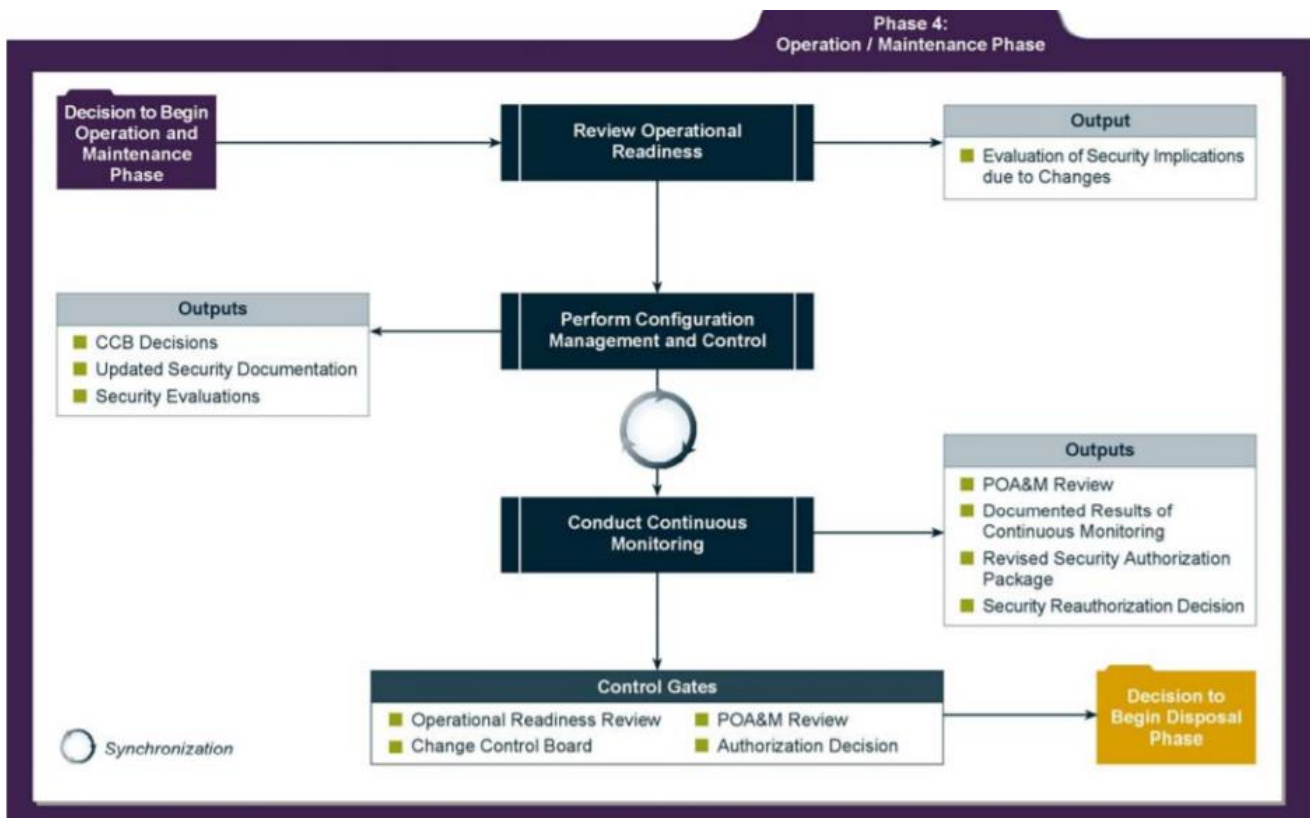 Phase 4:
Operation / Maintenance Phase
Decision to Begin
Operation and
Maintenance
Phase
Review Operational
Readiness
Output
Evaluation of Security Implications
due to Changes
Outputs
CCB Decisions
Updated Security Documentation
Security Evaluations
Perform Configuration
Management and Control
Outputs
POA&M Review
Documented Results of
Continuous Monitoring
Revised Security Authorization
Package
Security Reauthorization Decision
Conduct Continuous
Monitoring
Control Gates
Operational Readiness Review
POA&M Review
Change Control Board
Authorization Decision
Decision to
Begin Disposal
Phase
Synchronization